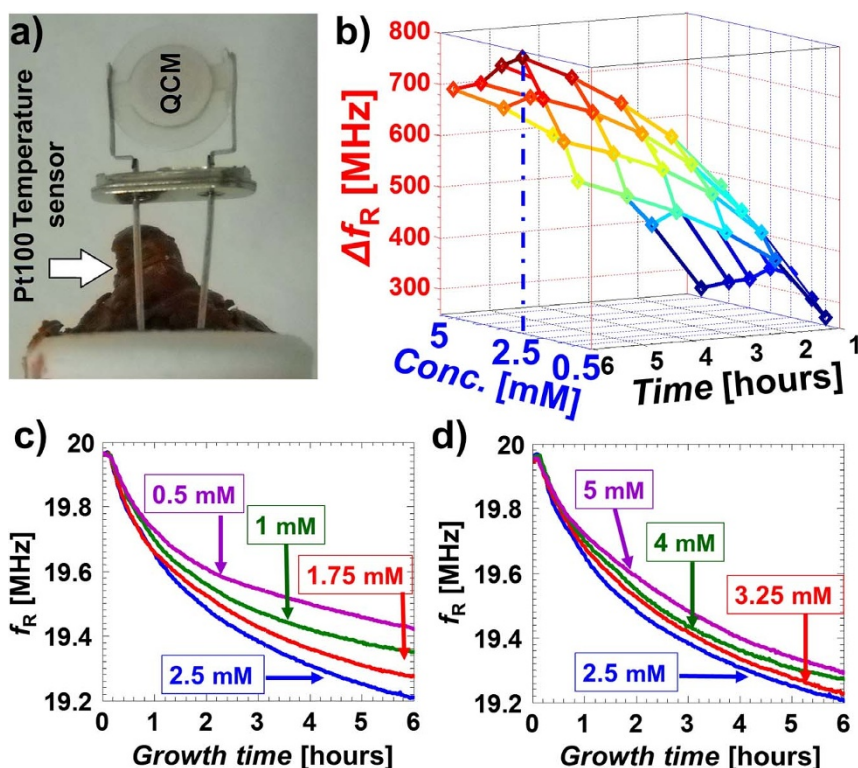 a)
QCM
Pt100 Temperature
sensor
b)
800
700
600
500
400
300
Δf_R [MHz]
5
2.5
0.5
Conc. [mM]
6
5
4
3
2
1
Time [hours]
c)
20
19.8
19.6
19.4
19.2
f_R [MHz]
0.5 mM
1 mM
1.75 mM
2.5 mM
0 1 2 3 4 5 6
Growth time [hours]
d)
20
19.8
19.6
19.4
19.2
f_R [MHz]
5 mM
4 mM
3.25 mM
2.5 mM
0 1 2 3 4 5 6
Growth time [hours]